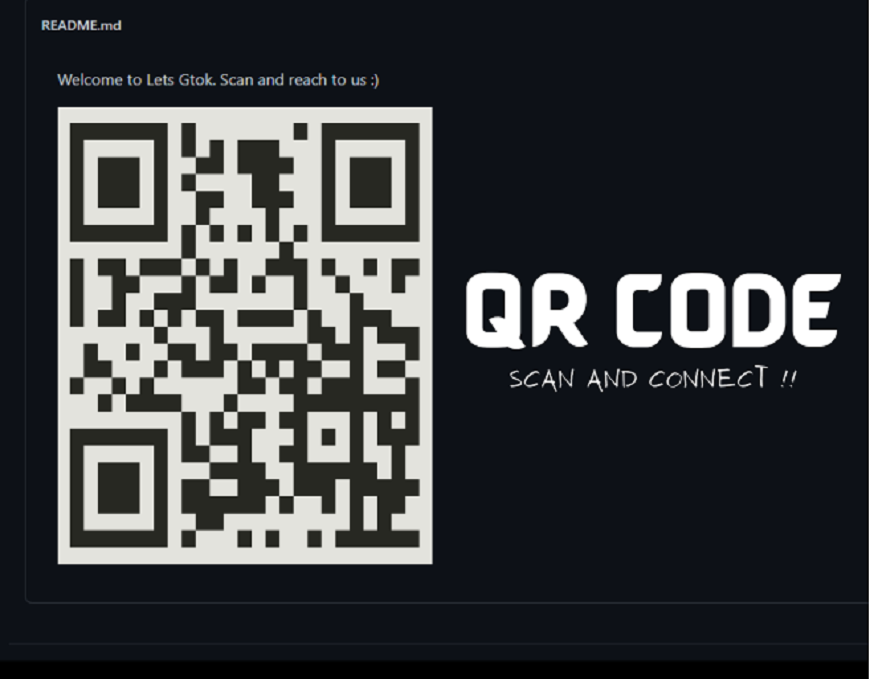 README.md
Welcome to Lets Gtok. Scan and reach to us :)
QR CODE
SCAN AND CONNECT !!